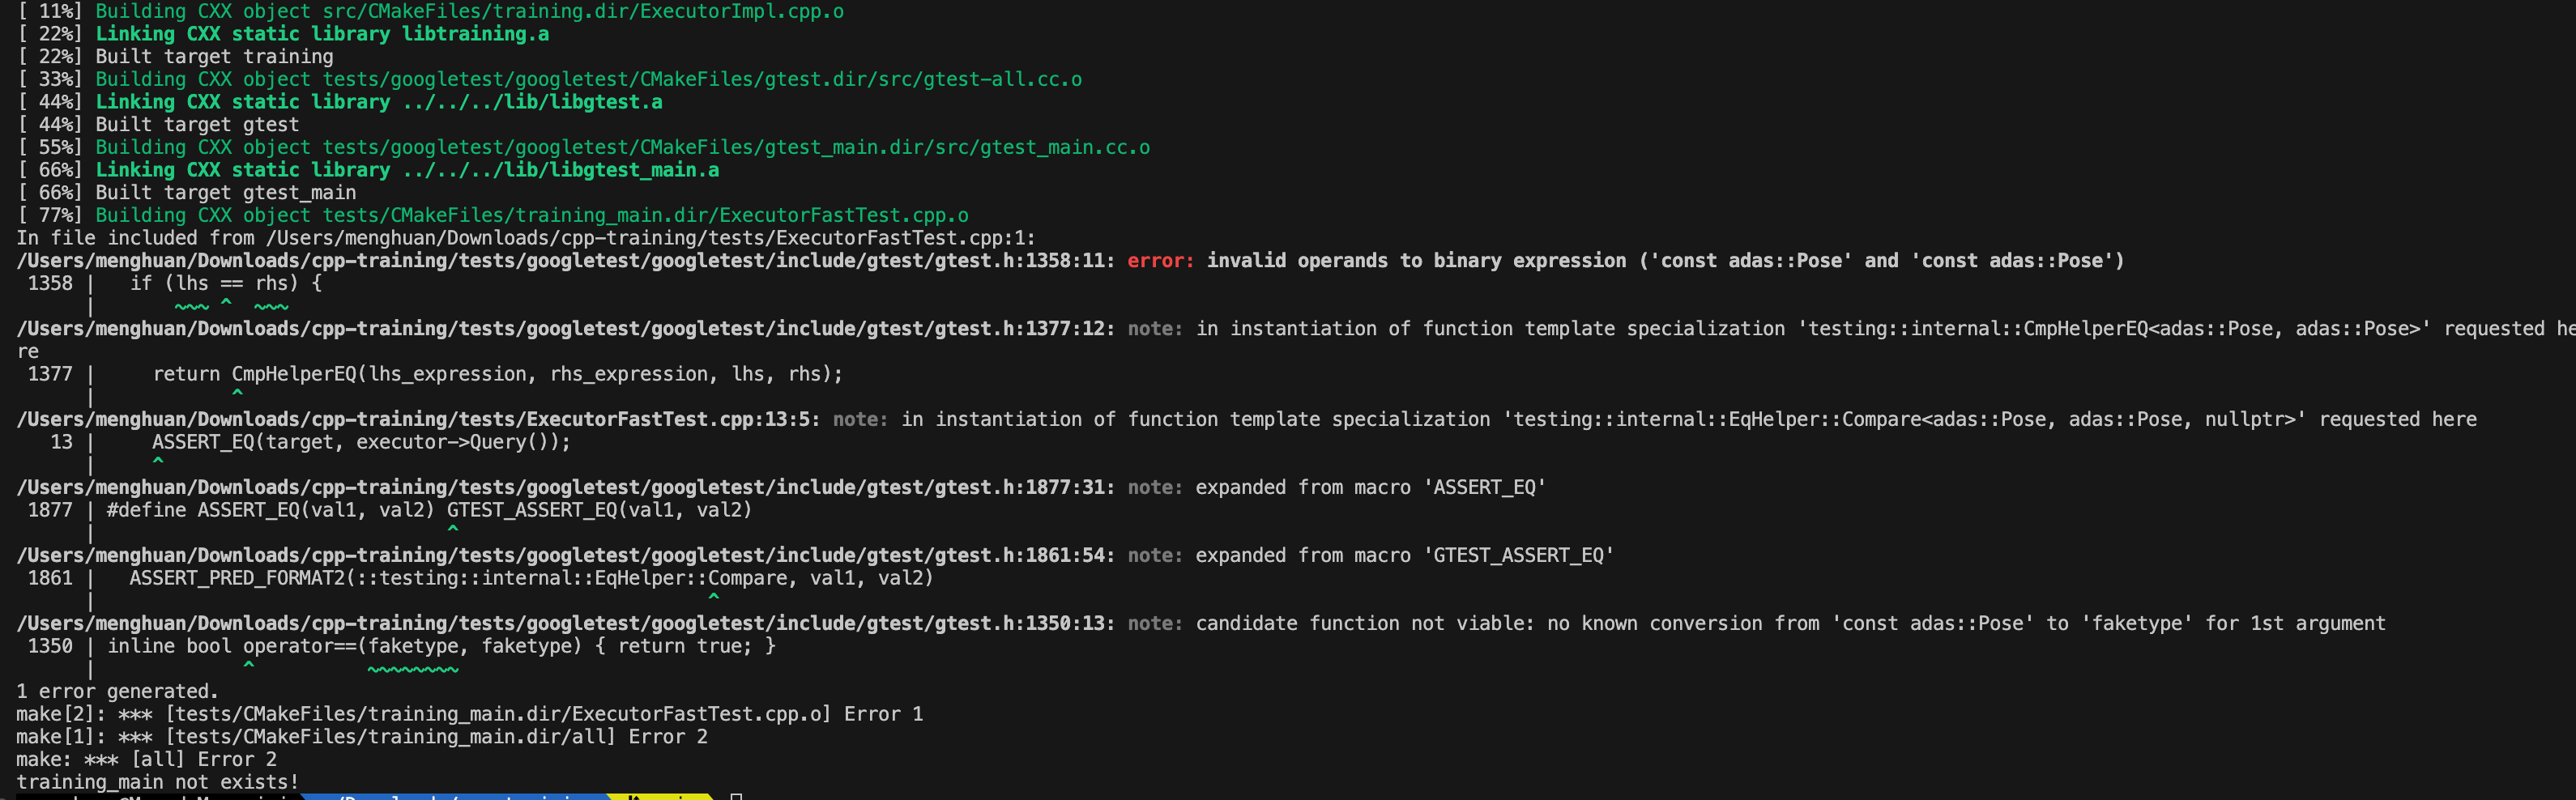 [ 11%] Building CXX object src/CMakeFiles/training.dir/ExecutorImpl.cpp.o
[ 22%] Linking CXX static library libtraining.a
[ 22%] Built target training
[ 33%] Building CXX object tests/googletest/googletest/CMakeFiles/gtest.dir/src/gtest-all.cc.o
[ 44%] Linking CXX static library ../../../lib/libgtest.a
[ 44%] Built target gtest
[ 55%] Building CXX object tests/googletest/googletest/CMakeFiles/gtest_main.dir/src/gtest_main.cc.o
[ 66%] Linking CXX static library ../../../lib/libgtest_main.a
[ 66%] Built target gtest_main
[ 77%] Building CXX object tests/CMakeFiles/training_main.dir/ExecutorFastTest.cpp.o
In file included from /Users/menghuan/Downloads/cpp-training/tests/ExecutorFastTest.cpp:1:
/Users/menghuan/Downloads/cpp-training/tests/googletest/googletest/include/gtest/gtest.h:1358:11: error: invalid operands to binary expression ('const adas::Pose' and 'const adas::Pose')
 1358 |   if (lhs == rhs) {
      |       ~~~ ^  ~~~
/Users/menghuan/Downloads/cpp-training/tests/googletest/googletest/include/gtest/gtest.h:1377:12: note: in instantiation of function template specialization 'testing::internal::CmpHelperEQ<adas::Pose, adas::Pose>' requested he
re
 1377 |     return CmpHelperEQ(lhs_expression, rhs_expression, lhs, rhs);
      |            ^
/Users/menghuan/Downloads/cpp-training/tests/ExecutorFastTest.cpp:13:5: note: in instantiation of function template specialization 'testing::internal::EqHelper::Compare<adas::Pose, adas::Pose, nullptr>' requested here
   13 |     ASSERT_EQ(target, executor->Query());
      |     ^
/Users/menghuan/Downloads/cpp-training/tests/googletest/googletest/include/gtest/gtest.h:1877:31: note: expanded from macro 'ASSERT_EQ'
 1877 | #define ASSERT_EQ(val1, val2) GTEST_ASSERT_EQ(val1, val2)
      |                               ^
/Users/menghuan/Downloads/cpp-training/tests/googletest/googletest/include/gtest/gtest.h:1861:54: note: expanded from macro 'GTEST_ASSERT_EQ'
 1861 |   ASSERT_PRED_FORMAT2(::testing::internal::EqHelper::Compare, val1, val2)
      |                                                      ^
/Users/menghuan/Downloads/cpp-training/tests/googletest/googletest/include/gtest/gtest.h:1350:13: note: candidate function not viable: no known conversion from 'const adas::Pose' to 'faketype' for 1st argument
 1350 | inline bool operator==(faketype, faketype) { return true; }
      |             ^          ~~~~~~~~
1 error generated.
make[2]: *** [tests/CMakeFiles/training_main.dir/ExecutorFastTest.cpp.o] Error 1
make[1]: *** [tests/CMakeFiles/training_main.dir/all] Error 2
make: *** [all] Error 2
training_main not exists!